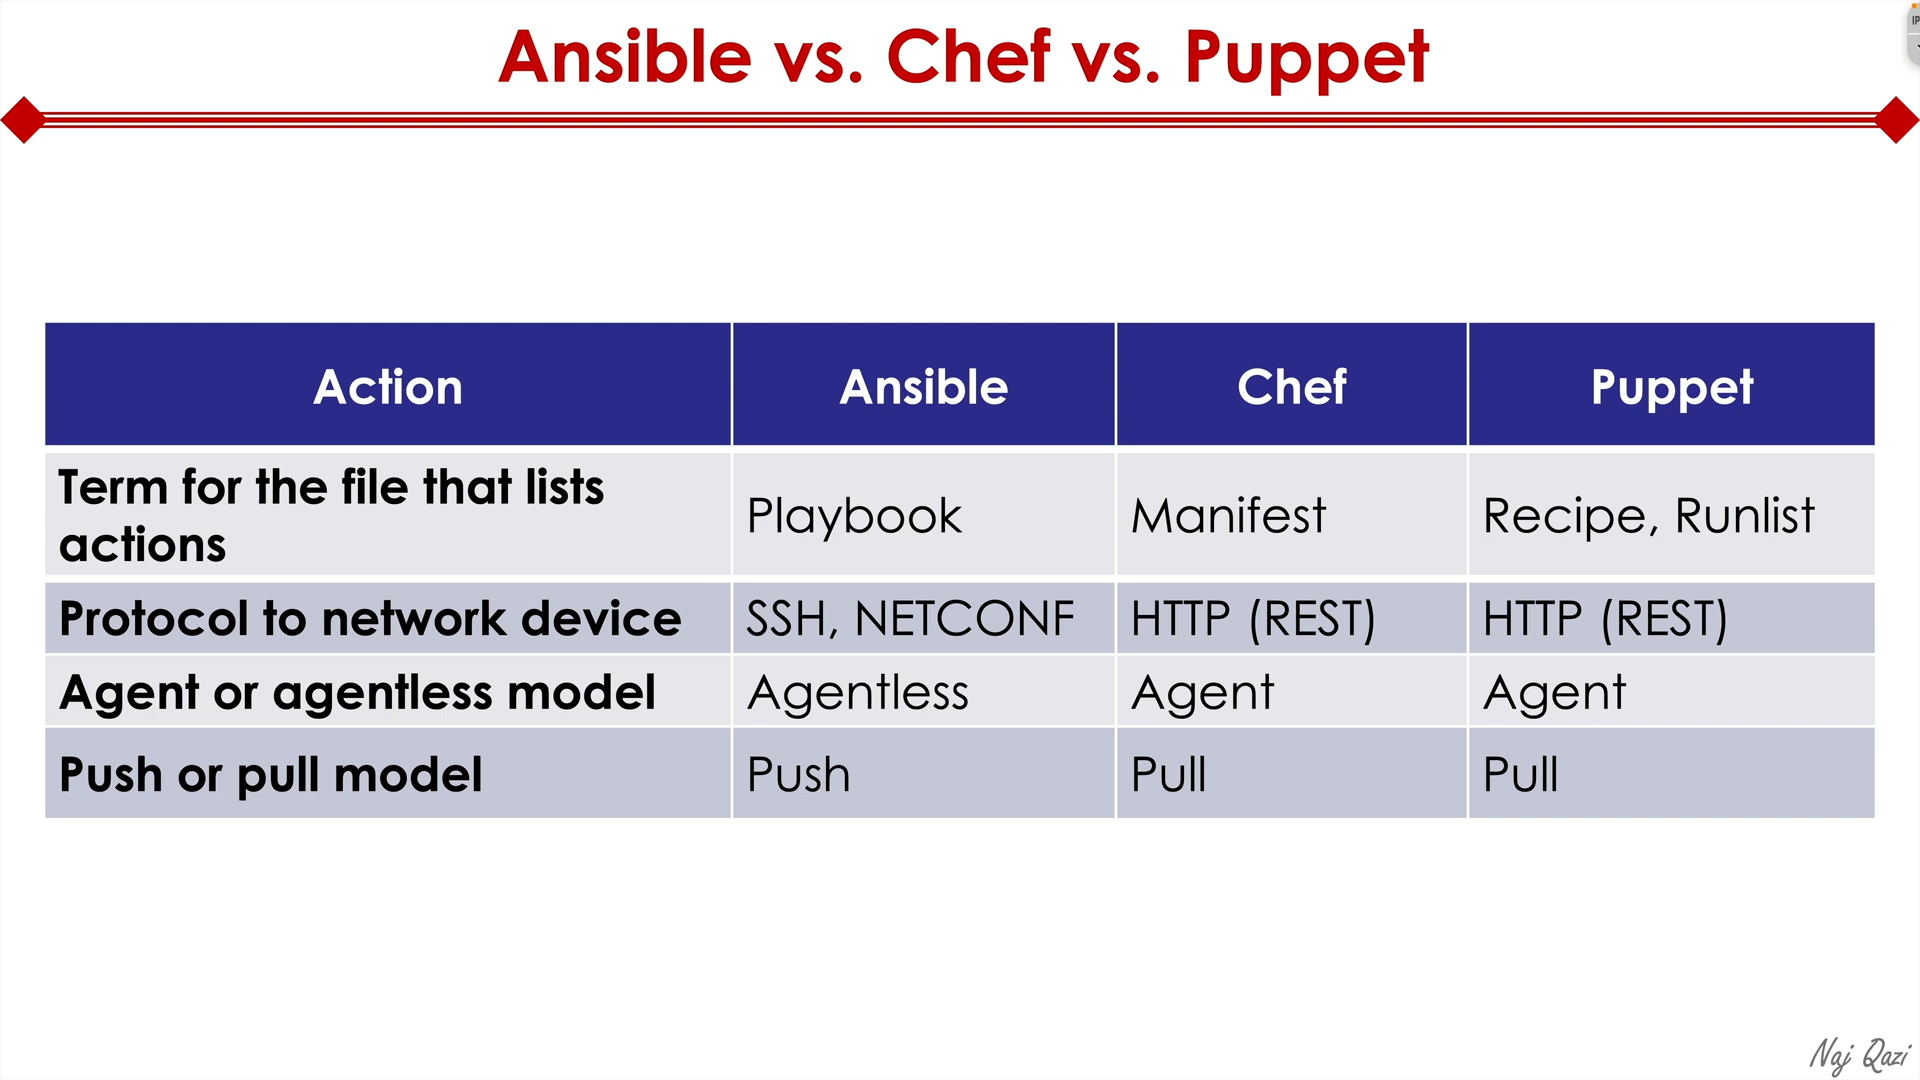 Ansible vs. Chef vs. Puppet
IP
Action Ansible Chef Puppet
Term for the file that lists
actions
Playbook Manifest Recipe, Runlist
Protocol to network device SSH, NETCONF HTTP (REST) HTTP (REST)
Agent or agentless model Agentless Agent Agent
Push or pull model Push Pull Pull
Naj Qazi